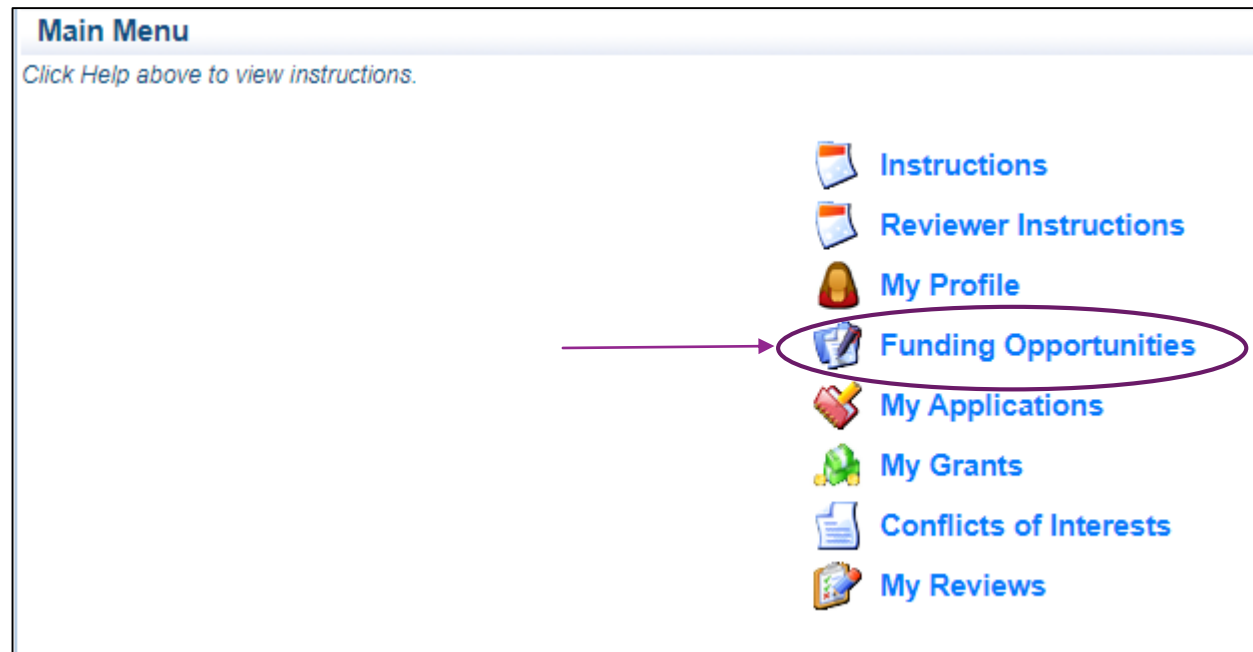 Main Menu
Click Help above to view instructions.
Instructions
Reviewer Instructions
My Profile
Funding Opportunities
My Applications
My Grants
Conflicts of Interests
My Reviews